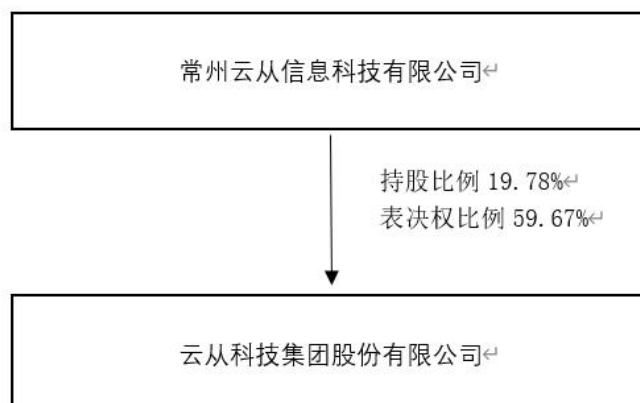 常州云从信息科技有限公司↵
持股比例 19.78%↵
表决权比例 59.67%↵
云从科技集团股份有限公司↵